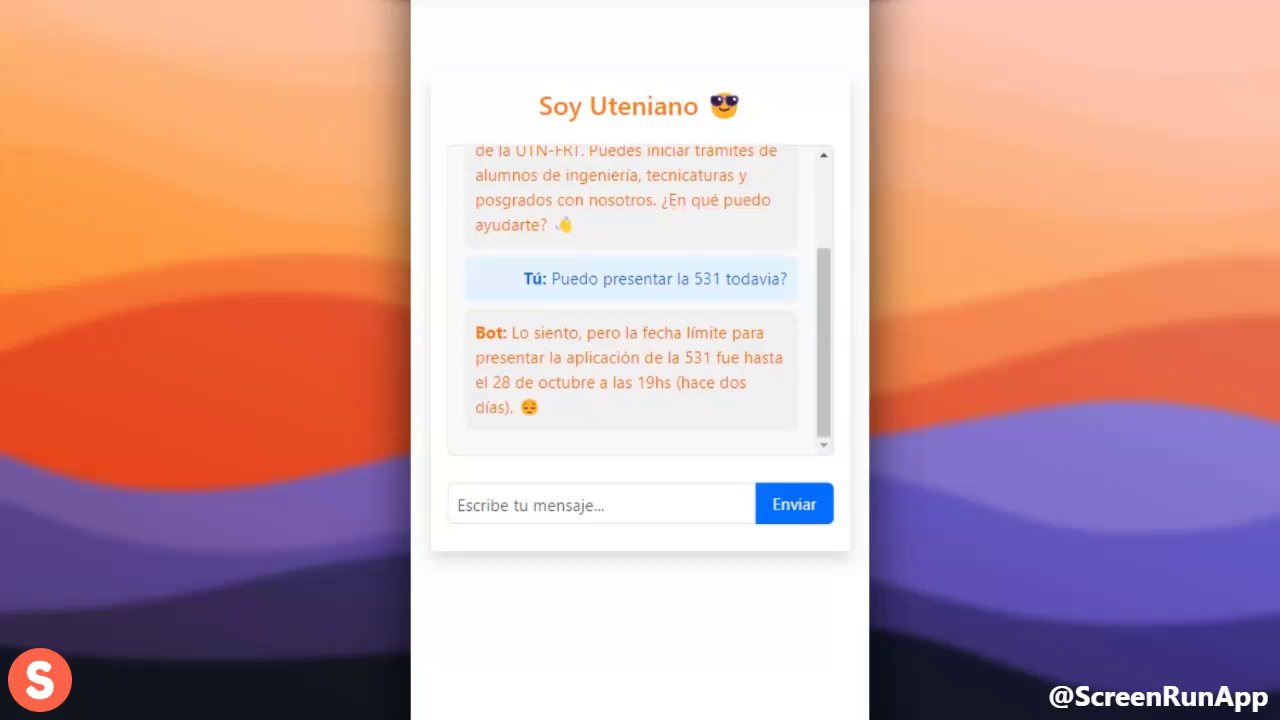 Soy Uteniano 😎
de la UTN-FRT. Puedes iniciar trámites de
alumnos de ingeniería, tecnicaturas y
posgrados con nosotros. ¿En qué puedo
ayudarte? 👋
Tú: Puedo presentar la 531 todavia?
Bot: Lo siento, pero la fecha límite para
presentar la aplicación de la 531 fue hasta
el 28 de octubre a las 19hs (hace dos
días). 😔
Escribe tu mensaje...
Enviar
S
@ScreenRunApp